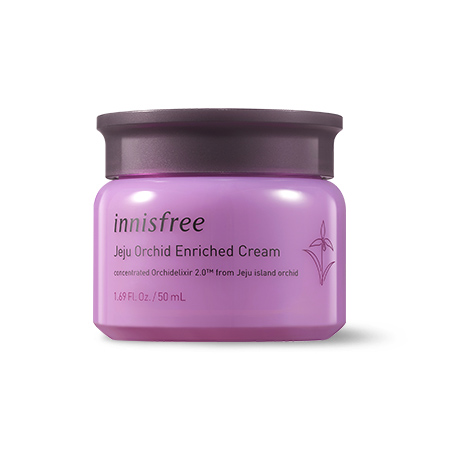 innisfree
Jeju Orchid Enriched Cream
concentrated Orchidelixir 2.0™ from Jeju island orchid
1.69 Fl. Oz. / 50 mL